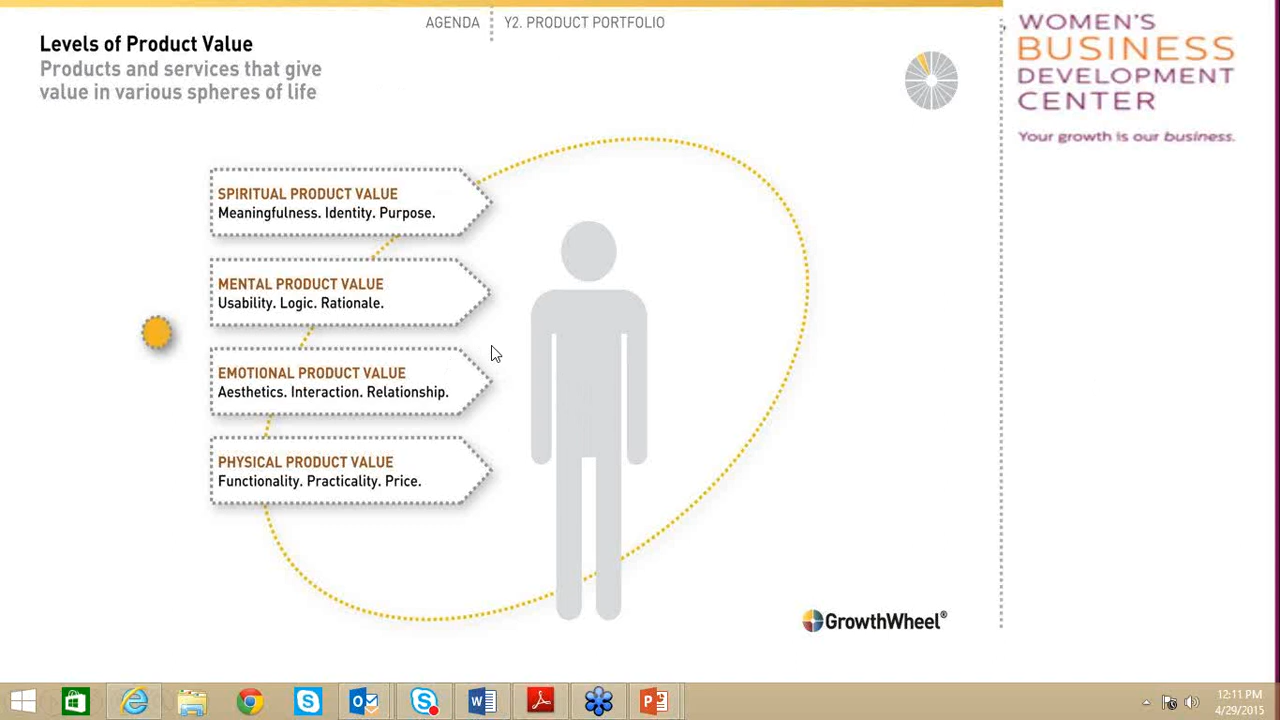 AGENDA
Y2. PRODUCT PORTFOLIO
Levels of Product Value
Products and services that give
value in various spheres of life
WOMEN'S
BUSINESS
DEVELOPMENT
CENTER
Your growth is our business.
SPIRITUAL PRODUCT VALUE
Meaningfulness. Identity. Purpose.
MENTAL PRODUCT VALUE
Usability. Logic. Rationale.
EMOTIONAL PRODUCT VALUE
Aesthetics. Interaction. Relationship.
PHYSICAL PRODUCT VALUE
Functionality. Practicality. Price.
GrowthWheel®
12:11 PM
4/29/2015